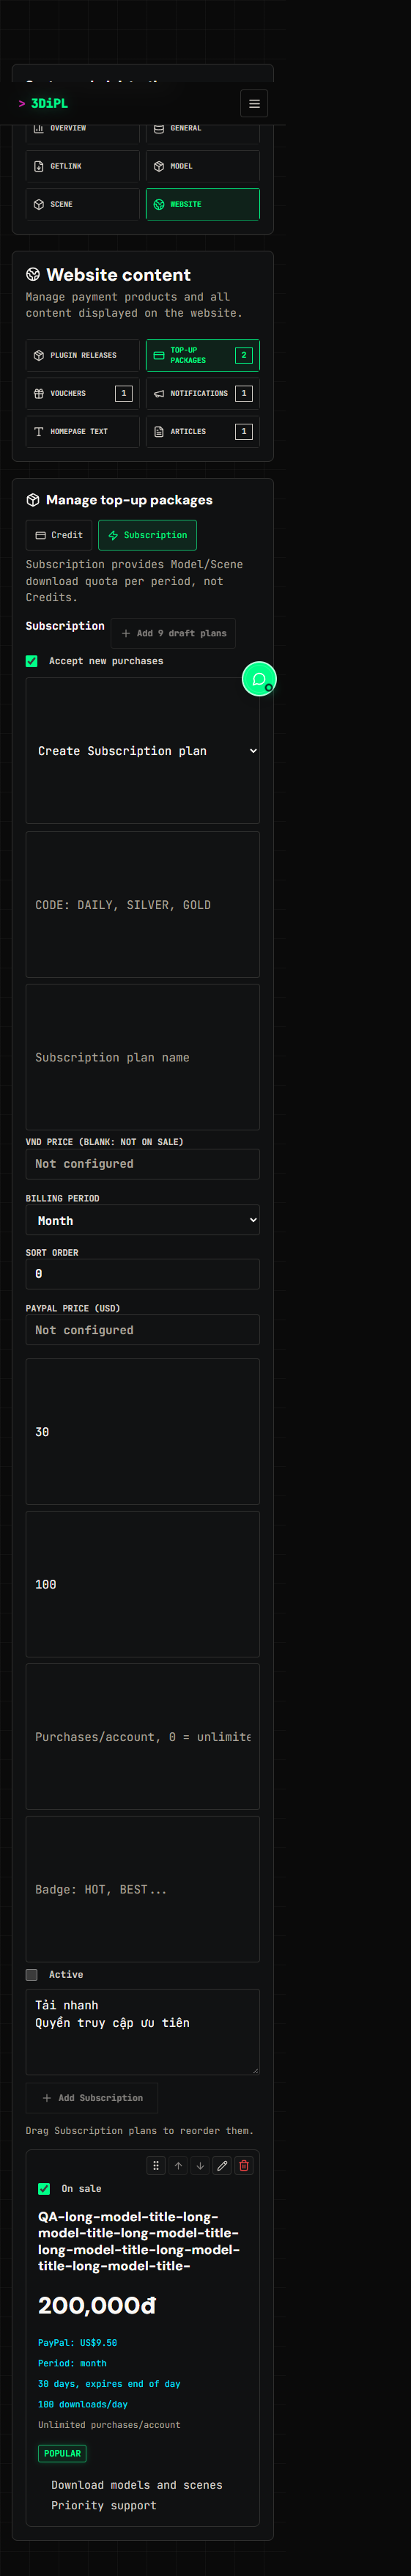 > 3DiPL
OVERVIEW
GENERAL
GETLINK
MODEL
SCENE
WEBSITE
Website content
Manage payment products and all
content displayed on the website.
PLUGIN RELEASES
TOP-UP
PACKAGES
2
VOUCHERS
1
NOTIFICATIONS
1
HOMEPAGE TEXT
ARTICLES
1
Manage top-up packages
Credit
Subscription
Subscription provides Model/Scene
download quota per period, not
Credits.
Subscription
Add 9 draft plans
Accept new purchases
Create Subscription plan
CODE: DAILY, SILVER, GOLD
Subscription plan name
VND PRICE (BLANK: NOT ON SALE)
Not configured
BILLING PERIOD
Month
SORT ORDER
0
PAYPAL PRICE (USD)
Not configured
30
100
Purchases/account, 0 = unlimite
Badge: HOT, BEST...
Active
Tải nhanh
Quyền truy cập ưu tiên
Add Subscription
Drag Subscription plans to reorder them.
On sale
QA-long-model-title-long-
model-title-long-model-title-
long-model-title-long-model-
title-long-model-title-
200,000đ
PayPal: US$9.50
Period: month
30 days, expires end of day
100 downloads/day
Unlimited purchases/account
POPULAR
Download models and scenes
Priority support